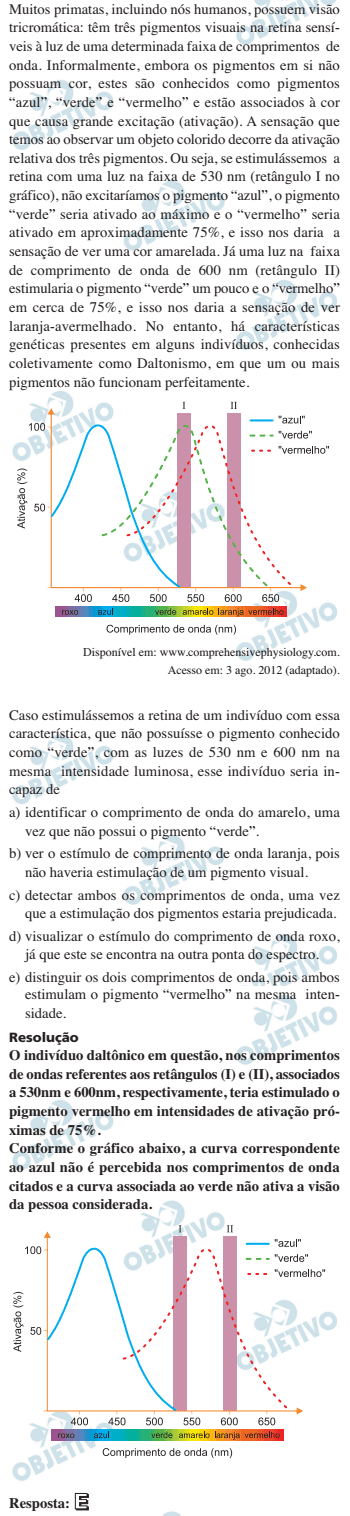 Muitos primatas, incluindo nós humanos, possuem visão
tricromática: têm três pigmentos visuais na retina sensí-
veis à luz de uma determinada faixa de comprimentos de
onda. Informalmente, embora os pigmentos em si não
possuam cor, estes são conhecidos como pigmentos
“azul”, “verde” e “vermelho” e estão associados à cor
que causa grande excitação (ativação). A sensação que
temos ao observar um objeto colorido decorre da ativação
relativa dos três pigmentos. Ou seja, se estimulássemos a
retina com uma luz na faixa de 530 nm (retângulo I no
gráfico), não excitaríamos o pigmento “azul”, o pigmento
“verde” seria ativado ao máximo e o “vermelho” seria
ativado em aproximadamente 75%, e isso nos daria a
sensação de ver uma cor amarelada. Já uma luz na faixa
de comprimento de onda de 600 nm (retângulo II)
estimularia o pigmento “verde” um pouco e o “vermelho”
em cerca de 75%, e isso nos daria a sensação de ver
laranja-avermelhado. No entanto, há características
genéticas presentes em alguns indivíduos, conhecidas
coletivamente como Daltonismo, em que um ou mais
pigmentos não funcionam perfeitamente.
I II
"azul"
"verde"
"vermelho"
100
50
Ativação (%)
400 450 500 550 600 650
roxo azul verde amarelo laranja vermelho
Comprimento de onda (nm)
Disponível em: www.comprehensivephysiology.com.
Acesso em: 3 ago. 2012 (adaptado).
Caso estimulássemos a retina de um indivíduo com essa
característica, que não possuísse o pigmento conhecido
como “verde”, com as luzes de 530 nm e 600 nm na
mesma intensidade luminosa, esse indivíduo seria in-
capaz de
a) identificar o comprimento de onda do amarelo, uma
vez que não possui o pigmento “verde”.
b) ver o estímulo de comprimento de onda laranja, pois
não haveria estimulação de um pigmento visual.
c) detectar ambos os comprimentos de onda, uma vez
que a estimulação dos pigmentos estaria prejudicada.
d) visualizar o estímulo do comprimento de onda roxo,
já que este se encontra na outra ponta do espectro.
e) distinguir os dois comprimentos de onda, pois ambos
estimulam o pigmento “vermelho” na mesma inten-
sidade.
Resolução
O indivíduo daltônico em questão, nos comprimentos
de ondas referentes aos retângulos (I) e (II), associados
a 530nm e 600nm, respectivamente, teria estimulado o
pigmento vermelho em intensidades de ativação pró-
ximas de 75%.
Conforme o gráfico abaixo, a curva correspondente
ao azul não é percebida nos comprimentos de onda
citados e a curva associada ao verde não ativa a visão
da pessoa considerada.
I II
"azul"
"verde"
"vermelho"
100
50
Ativação (%)
400 450 500 550 600 650
roxo azul verde amarelo laranja vermelho
Comprimento de onda (nm)
Resposta: E
OBJETIVO